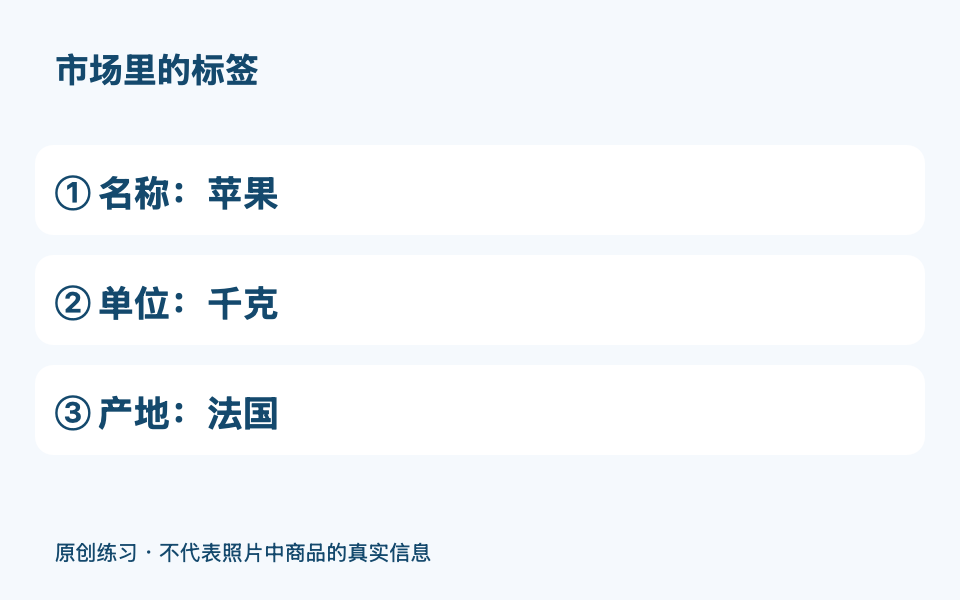 市场里的标签
① 名称：苹果
② 单位：千克
③ 产地：法国
原创练习 · 不代表照片中商品的真实信息